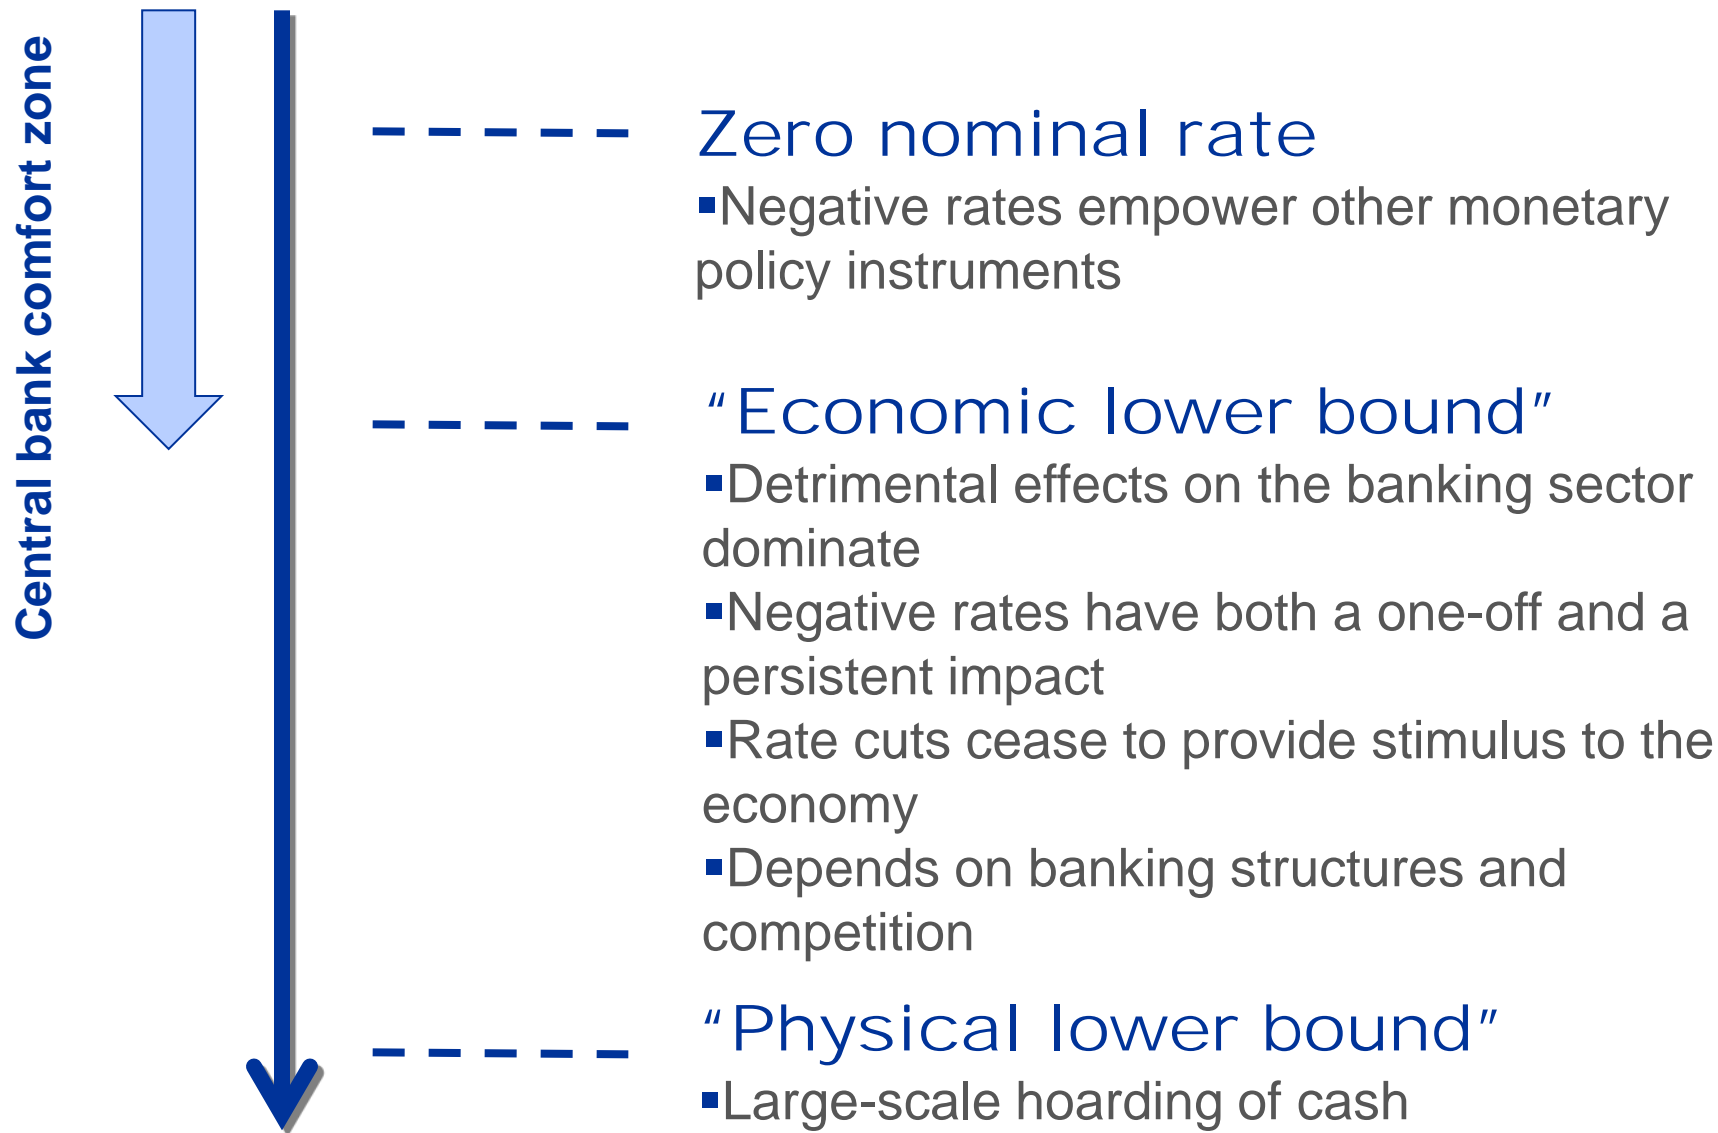 Central bank comfort zone
Zero nominal rate
▪Negative rates empower other monetary
policy instruments
“Economic lower bound”
▪Detrimental effects on the banking sector
dominate
▪Negative rates have both a one-off and a
persistent impact
▪Rate cuts cease to provide stimulus to the
economy
▪Depends on banking structures and
competition
“Physical lower bound”
▪Large-scale hoarding of cash